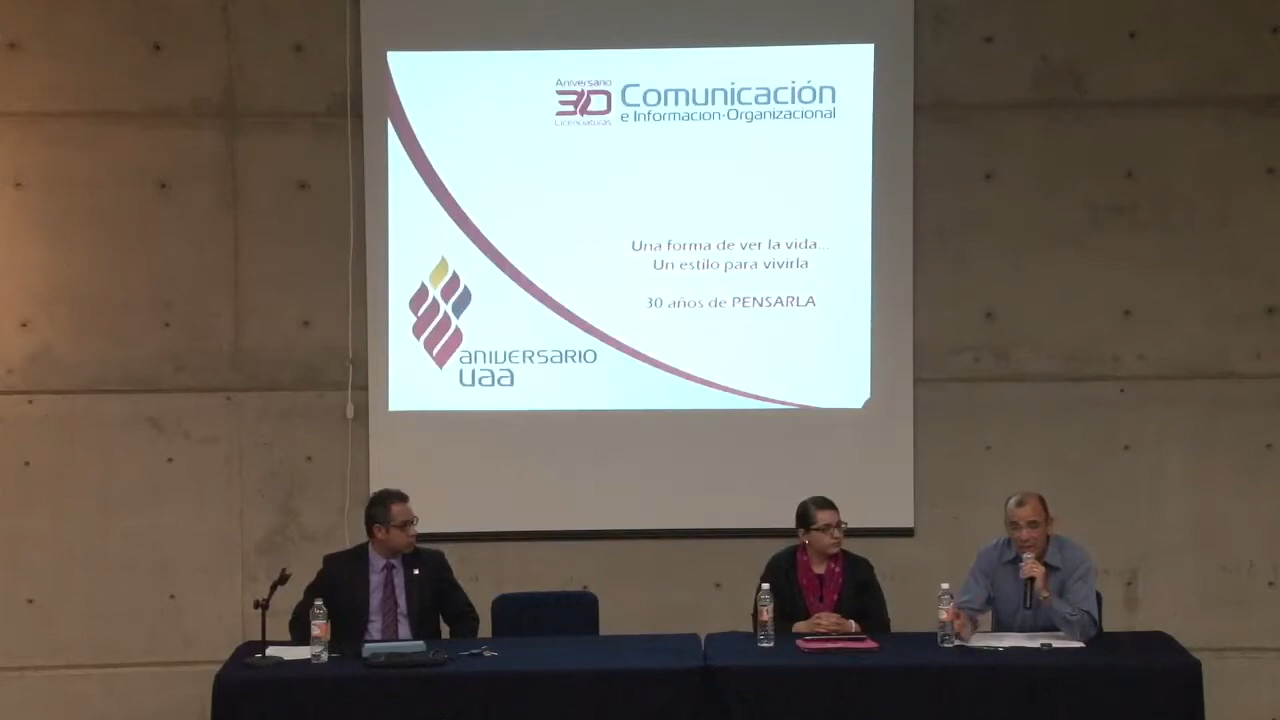 Aniversario
30
Licenciaturas
Comunicación
e Informacion-Organizacional
Una forma de ver la vida...
Un estilo para vivirla
30 años de PENSARLA
ANIVERSARIO
uaa